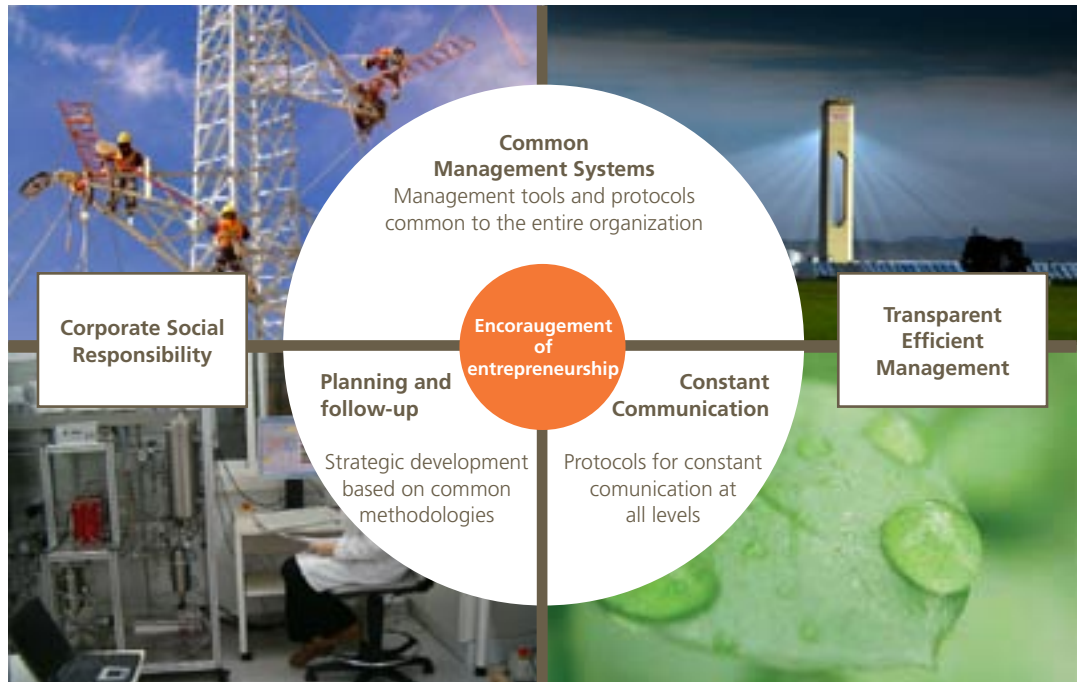 Common
Management Systems
Management tools and protocols
common to the entire organization
Corporate Social
Responsibility
Encoraugement
of
entrepreneurship
Transparent
Efficient
Management
Planning and
follow-up
Strategic development
based on common
methodologies
Constant
Communication
Protocols for constant
comunication at
all levels